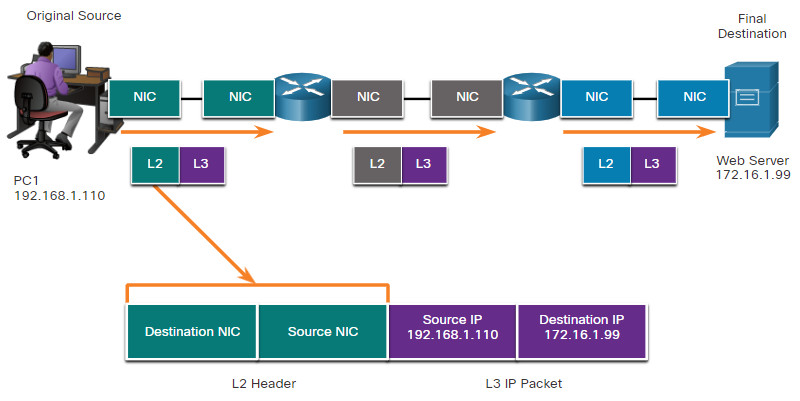 Original Source
Final
Destination
NIC
NIC
NIC
NIC
NIC
NIC
L2 L3
L2 L3
L2 L3
PC1
192.168.1.110
Web Server
172.16.1.99
Destination NIC
Source NIC
Source IP
192.168.1.110
Destination IP
172.16.1.99
L2 Header
L3 IP Packet